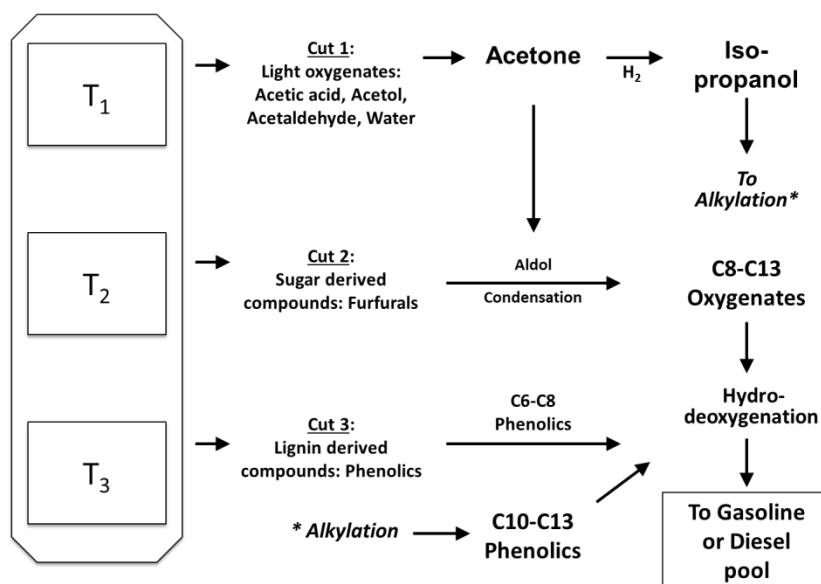 T1
Cut 1:
Light oxygenates:
Acetic acid, Acetol,
Acetaldehyde, Water
Acetone
H2
Iso-
propanol
To
Alkylation*
T2
Cut 2:
Sugar derived
compounds: Furfurals
Aldol
Condensation
C8-C13
Oxygenates
Hydro-
deoxygenation
T3
Cut 3:
Lignin derived
compounds: Phenolics
C6-C8
Phenolics
* Alkylation
C10-C13
Phenolics
To Gasoline
or Diesel
pool